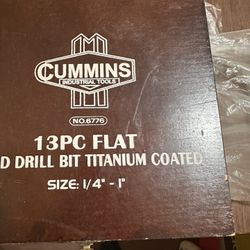 CUMMINS
INDUSTRIAL TOOLS
NO.6776
13PC FLAT
D DRILL BIT TITANIUM COATED
SIZE: 1/4" - 1"